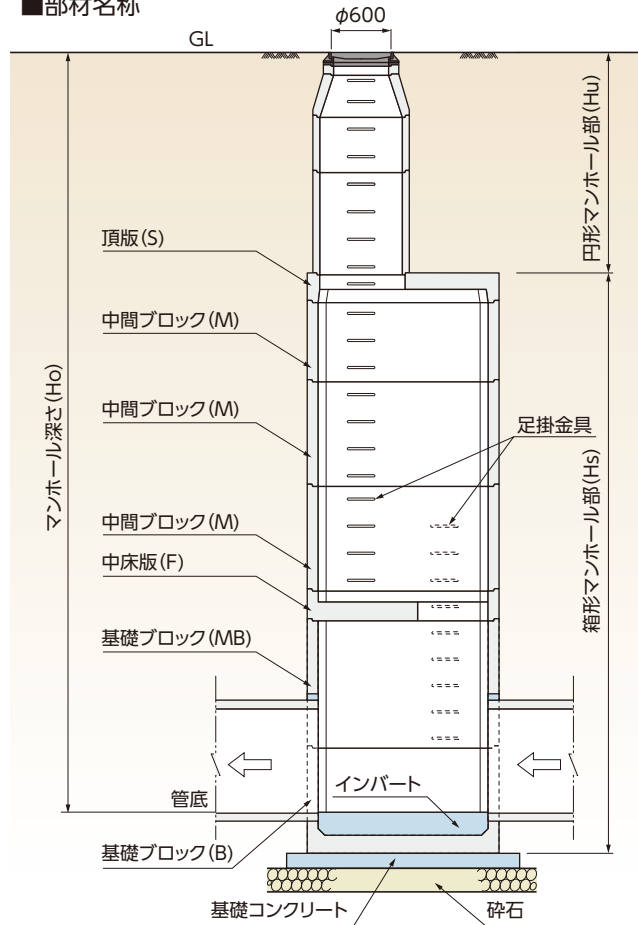 ■部材名称
φ600
GL
円形マンホール部(Hu)
頂版(S)
中間ブロック(M)
中間ブロック(M)
マンホール深さ(Ho)
足掛金具
箱形マンホール部(Hs)
中間ブロック(M)
中床版(F)
基礎ブロック(MB)
管底
インバート
基礎ブロック(B)
基礎コンクリート
砕石